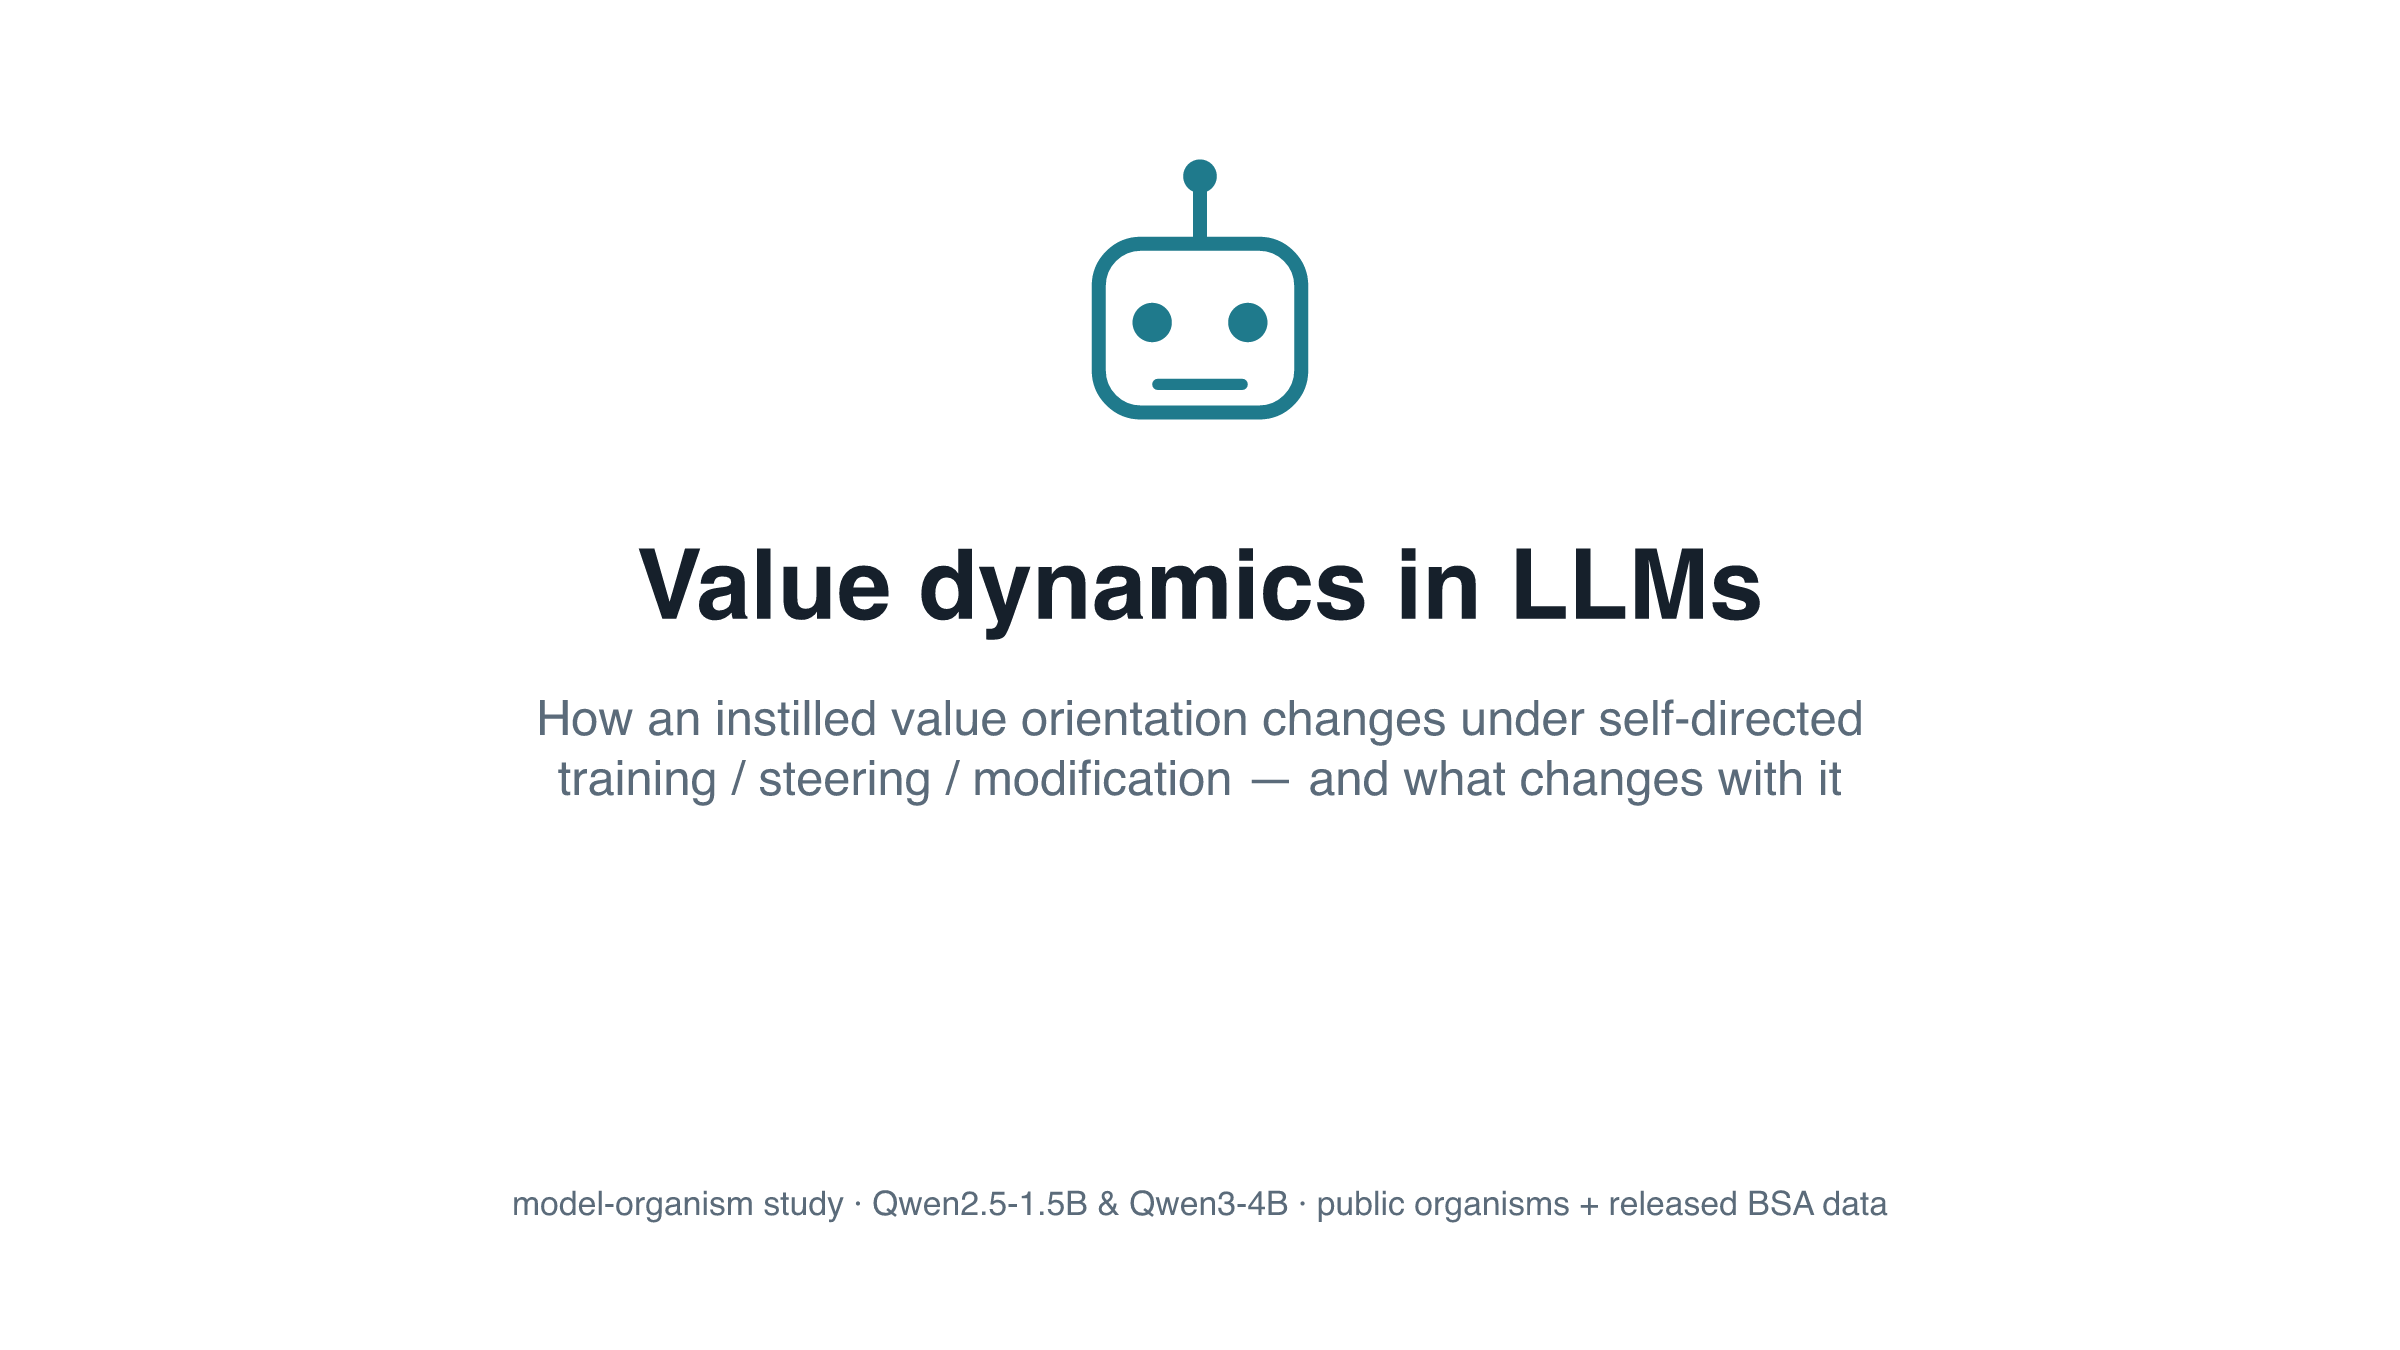 Value dynamics in LLMs
How an instilled value orientation changes under self-directed
training / steering / modification — and what changes with it
model-organism study · Qwen2.5-1.5B & Qwen3-4B · public organisms + released BSA data